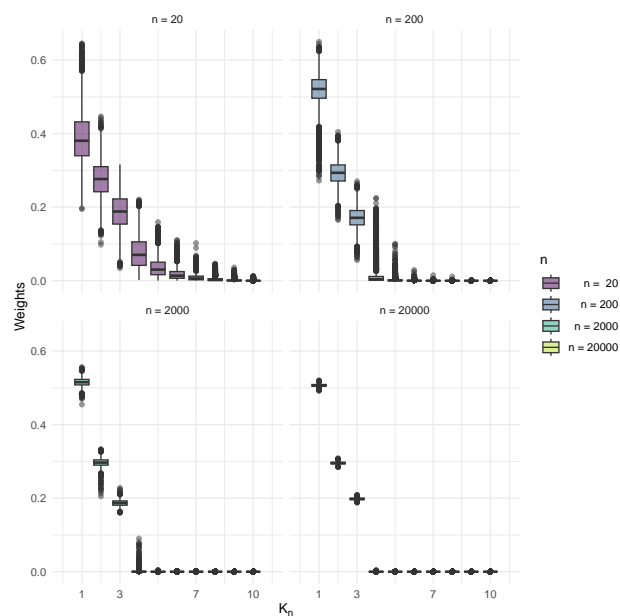 n = 20
n = 200
0.6
0.4
0.2
0.0
n = 2000
n = 20000
0.6
0.4
0.2
0.0
1
3
7
10
1
3
7
10
Weights
Kn
n
n = 20
n = 200
n = 2000
n = 20000